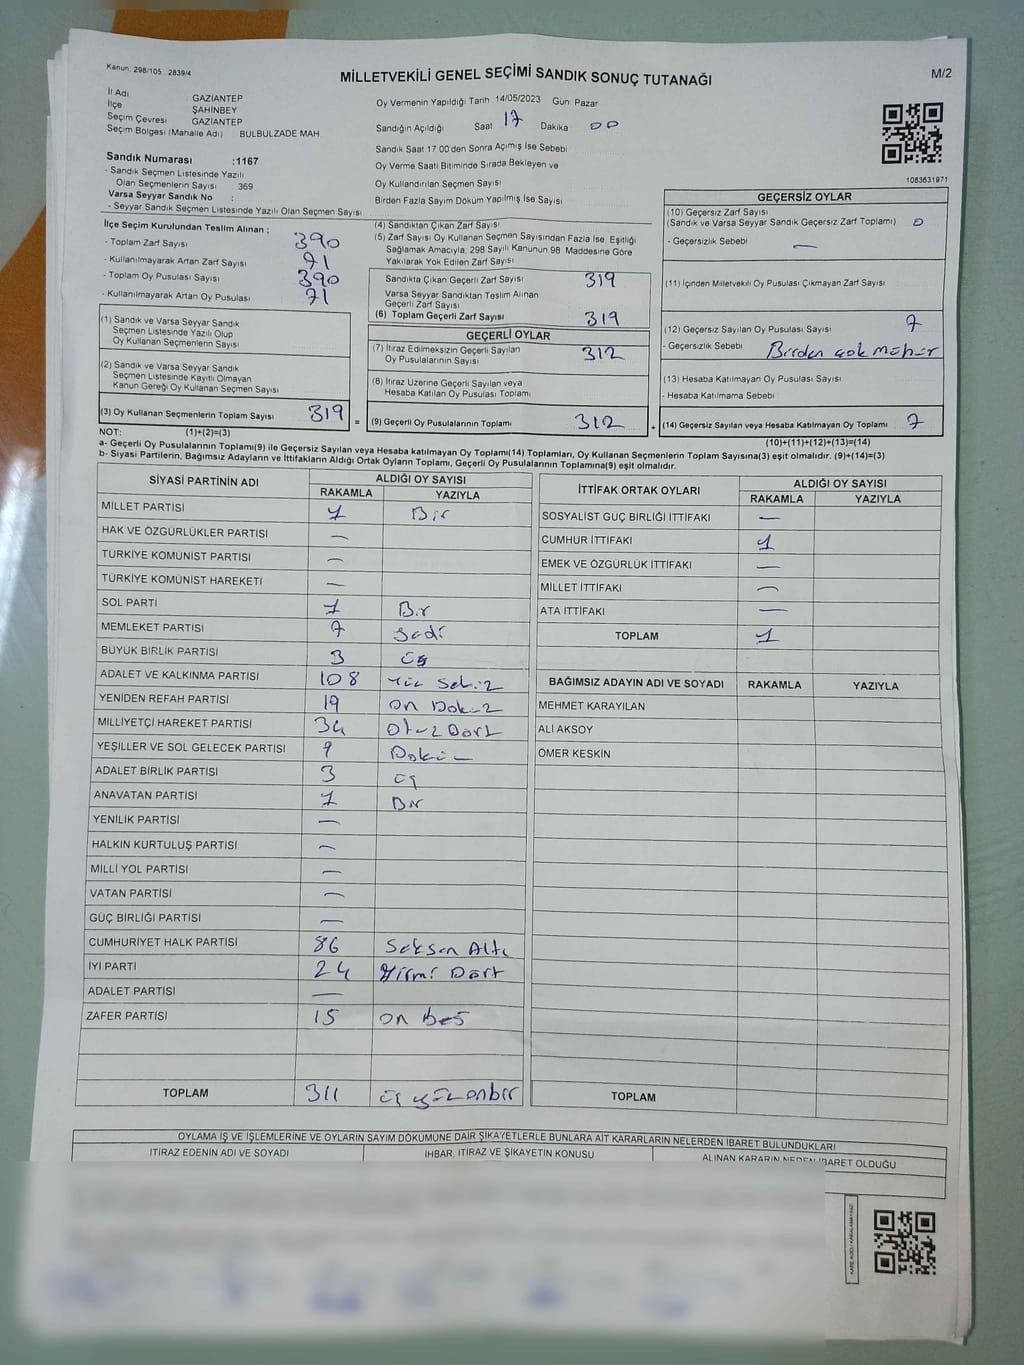 Kanun: 298/105, 2839/4
MİLLETVEKİLİ GENEL SEÇİMİ SANDIK SONUÇ TUTANAĞI
M/2
İl Adı GAZİANTEP
İlçe ŞAHİNBEY
Seçim Çevresi GAZİANTEP
Seçim Bölgesi (Mahalle Adı) BÜLBÜLZADE MAH
Oy Vermenin Yapıldığı Tarih 14/05/2023 Gün Pazar
Sandığın Açıldığı Saat 17 Dakika 00
Sandık Saat 17 00'den Sonra Açılmış İse Sebebi
Oy Verme Saati Bitiminde Sırada Bekleyen ve
Oy Kullandırılan Seçmen Sayısı
Birden Fazla Sayım Döküm Yapılmış İse Sayısı
1083631971
Sandık Numarası :1167
- Sandık Seçmen Listesinde Yazılı
Olan Seçmenlerin Sayısı : 369
Varsa Seyyar Sandık No :
- Seyyar Sandık Seçmen Listesinde Yazılı Olan Seçmen Sayısı
İlçe Seçim Kurulundan Teslim Alınan ;
- Toplam Zarf Sayısı 390
- Kullanılmayarak Artan Zarf Sayısı 71
- Toplam Oy Pusulası Sayısı 390
- Kullanılmayarak Artan Oy Pusulası 71
(1) Sandık ve Varsa Seyyar Sandık
Seçmen Listesinde Yazılı Olup
Oy Kullanan Seçmenlerin Sayısı
(2) Sandık ve Varsa Seyyar Sandık
Seçmen Listesinde Kayıtlı Olmayan
Kanun Gereği Oy Kullanan Seçmen Sayısı
(3) Oy Kullanan Seçmenlerin Toplam Sayısı 319
(4) Sandıktan Çıkan Zarf Sayısı
(5) Zarf Sayısı Oy Kullanan Seçmen Sayısından Fazla İse, Eşitliği
Sağlamak Amacıyla, 298 Sayılı Kanunun 98. Maddesine Göre
Yakılarak Yok Edilen Zarf Sayısı
Sandıkta Çıkan Geçerli Zarf Sayısı 319
Varsa Seyyar Sandıktan Teslim Alınan
Geçerli Zarf Sayısı
(6) Toplam Geçerli Zarf Sayısı 319
GEÇERLİ OYLAR
(7) İtiraz Edilmeksizin Geçerli Sayılan
Oy Pusulalarının Sayısı 312
(8) İtiraz Üzerine Geçerli Sayılan veya
Hesaba Katılan Oy Pusulası Toplamı
= (9) Geçerli Oy Pusulalarının Toplamı 312
GEÇERSİZ OYLAR
(10) Geçersiz Zarf Sayısı
(Sandık ve Varsa Seyyar Sandık Geçersiz Zarf Toplamı) 0
- Geçersizlik Sebebi —
(11) İçinden Milletvekili Oy Pusulası Çıkmayan Zarf Sayısı
(12) Geçersiz Sayılan Oy Pusulası Sayısı 7
- Geçersizlik Sebebi Birden çok mühür
(13) Hesaba Katılmayan Oy Pusulası Sayısı
- Hesaba Katılmama Sebebi
+ (14) Geçersiz Sayılan veya Hesaba Katılmayan Oy Toplamı 7
NOT: (1)+(2)=(3)
(10)+(11)+(12)+(13)=(14)
a- Geçerli Oy Pusulalarının Toplamı(9) ile Geçersiz Sayılan veya Hesaba katılmayan Oy Toplamı(14) Toplamları, Oy Kullanan Seçmenlerin Toplam Sayısına(3) eşit olmalıdır. (9)+(14)=(3)
b- Siyasi Partilerin, Bağımsız Adayların ve İttifakların Aldığı Ortak Oyların Toplamı, Geçerli Oy Pusulalarının Toplamına(9) eşit olmalıdır.
SİYASİ PARTİNİN ADI ALDIĞI OY SAYISI
RAKAMLA YAZIYLA
MİLLET PARTİSİ 1 Bir
HAK VE ÖZGÜRLÜKLER PARTİSİ —
TÜRKİYE KOMÜNİST PARTİSİ —
TÜRKİYE KOMÜNİST HAREKETİ —
SOL PARTİ 1 Bir
MEMLEKET PARTİSİ 7 Yedi
BÜYÜK BİRLİK PARTİSİ 3 üç
ADALET VE KALKINMA PARTİSİ 108 Yüz Sekiz
YENİDEN REFAH PARTİSİ 19 on Dokuz
MİLLİYETÇİ HAREKET PARTİSİ 34 Otuz Dört
YEŞİLLER VE SOL GELECEK PARTİSİ 9 Dokuz
ADALET BİRLİK PARTİSİ 3 üç
ANAVATAN PARTİSİ 1 Bir
YENİLİK PARTİSİ —
HALKIN KURTULUŞ PARTİSİ —
MİLLİ YOL PARTİSİ —
VATAN PARTİSİ —
GÜÇ BİRLİĞİ PARTİSİ —
CUMHURİYET HALK PARTİSİ 86 Seksen Altı
İYİ PARTİ 24 Yirmi Dört
ADALET PARTİSİ —
ZAFER PARTİSİ 15 on beş
TOPLAM 311 üç yüz onbir
İTTİFAK ORTAK OYLARI ALDIĞI OY SAYISI
RAKAMLA YAZIYLA
SOSYALİST GÜÇ BİRLİĞİ İTTİFAKI —
CUMHUR İTTİFAKI 1
EMEK VE ÖZGÜRLÜK İTTİFAKI —
MİLLET İTTİFAKI —
ATA İTTİFAKI —
TOPLAM 1
BAĞIMSIZ ADAYIN ADI VE SOYADI RAKAMLA YAZIYLA
MEHMET KARAYILAN
ALİ AKSOY
ÖMER KESKİN
TOPLAM
OYLAMA İŞ VE İŞLEMLERİNE VE OYLARIN SAYIM DÖKÜMÜNE DAİR ŞİKAYETLERLE BUNLARA AİT KARARLARIN NELERDEN İBARET BULUNDUKLARI
İTİRAZ EDENİN ADI VE SOYADI İHBAR, İTİRAZ VE ŞİKAYETİN KONUSU ALINAN KARARIN NEDEN İBARET OLDUĞU
KARE KODU KARALAMAYINIZ!